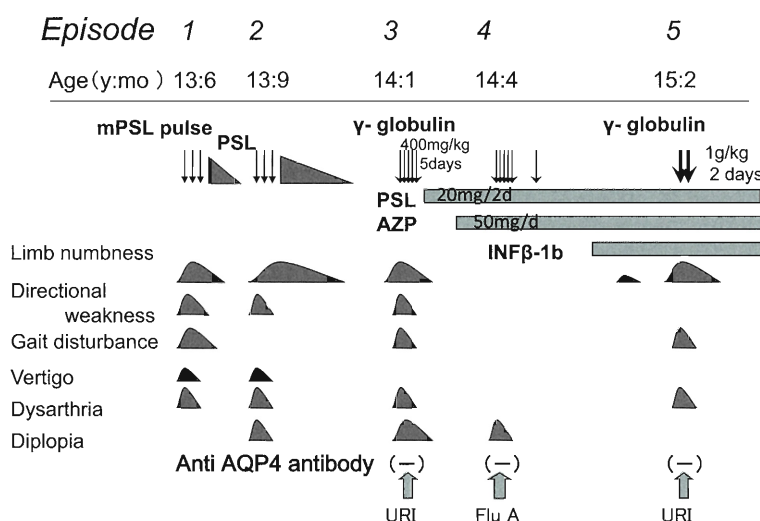 Episode 1 2 3 4 5
Age(y:mo ) 13:6 13:9 14:1 14:4 15:2
mPSL pulse γ- globulin γ- globulin
PSL 400mg/kg 1g/kg
5days 2 days
PSL 20mg/2d
AZP 50mg/d
Limb numbness INFβ-1b
Directional
weakness
Gait disturbance
Vertigo
Dysarthria
Diplopia
Anti AQP4 antibody (−) (−) (−)
URI Flu A URI